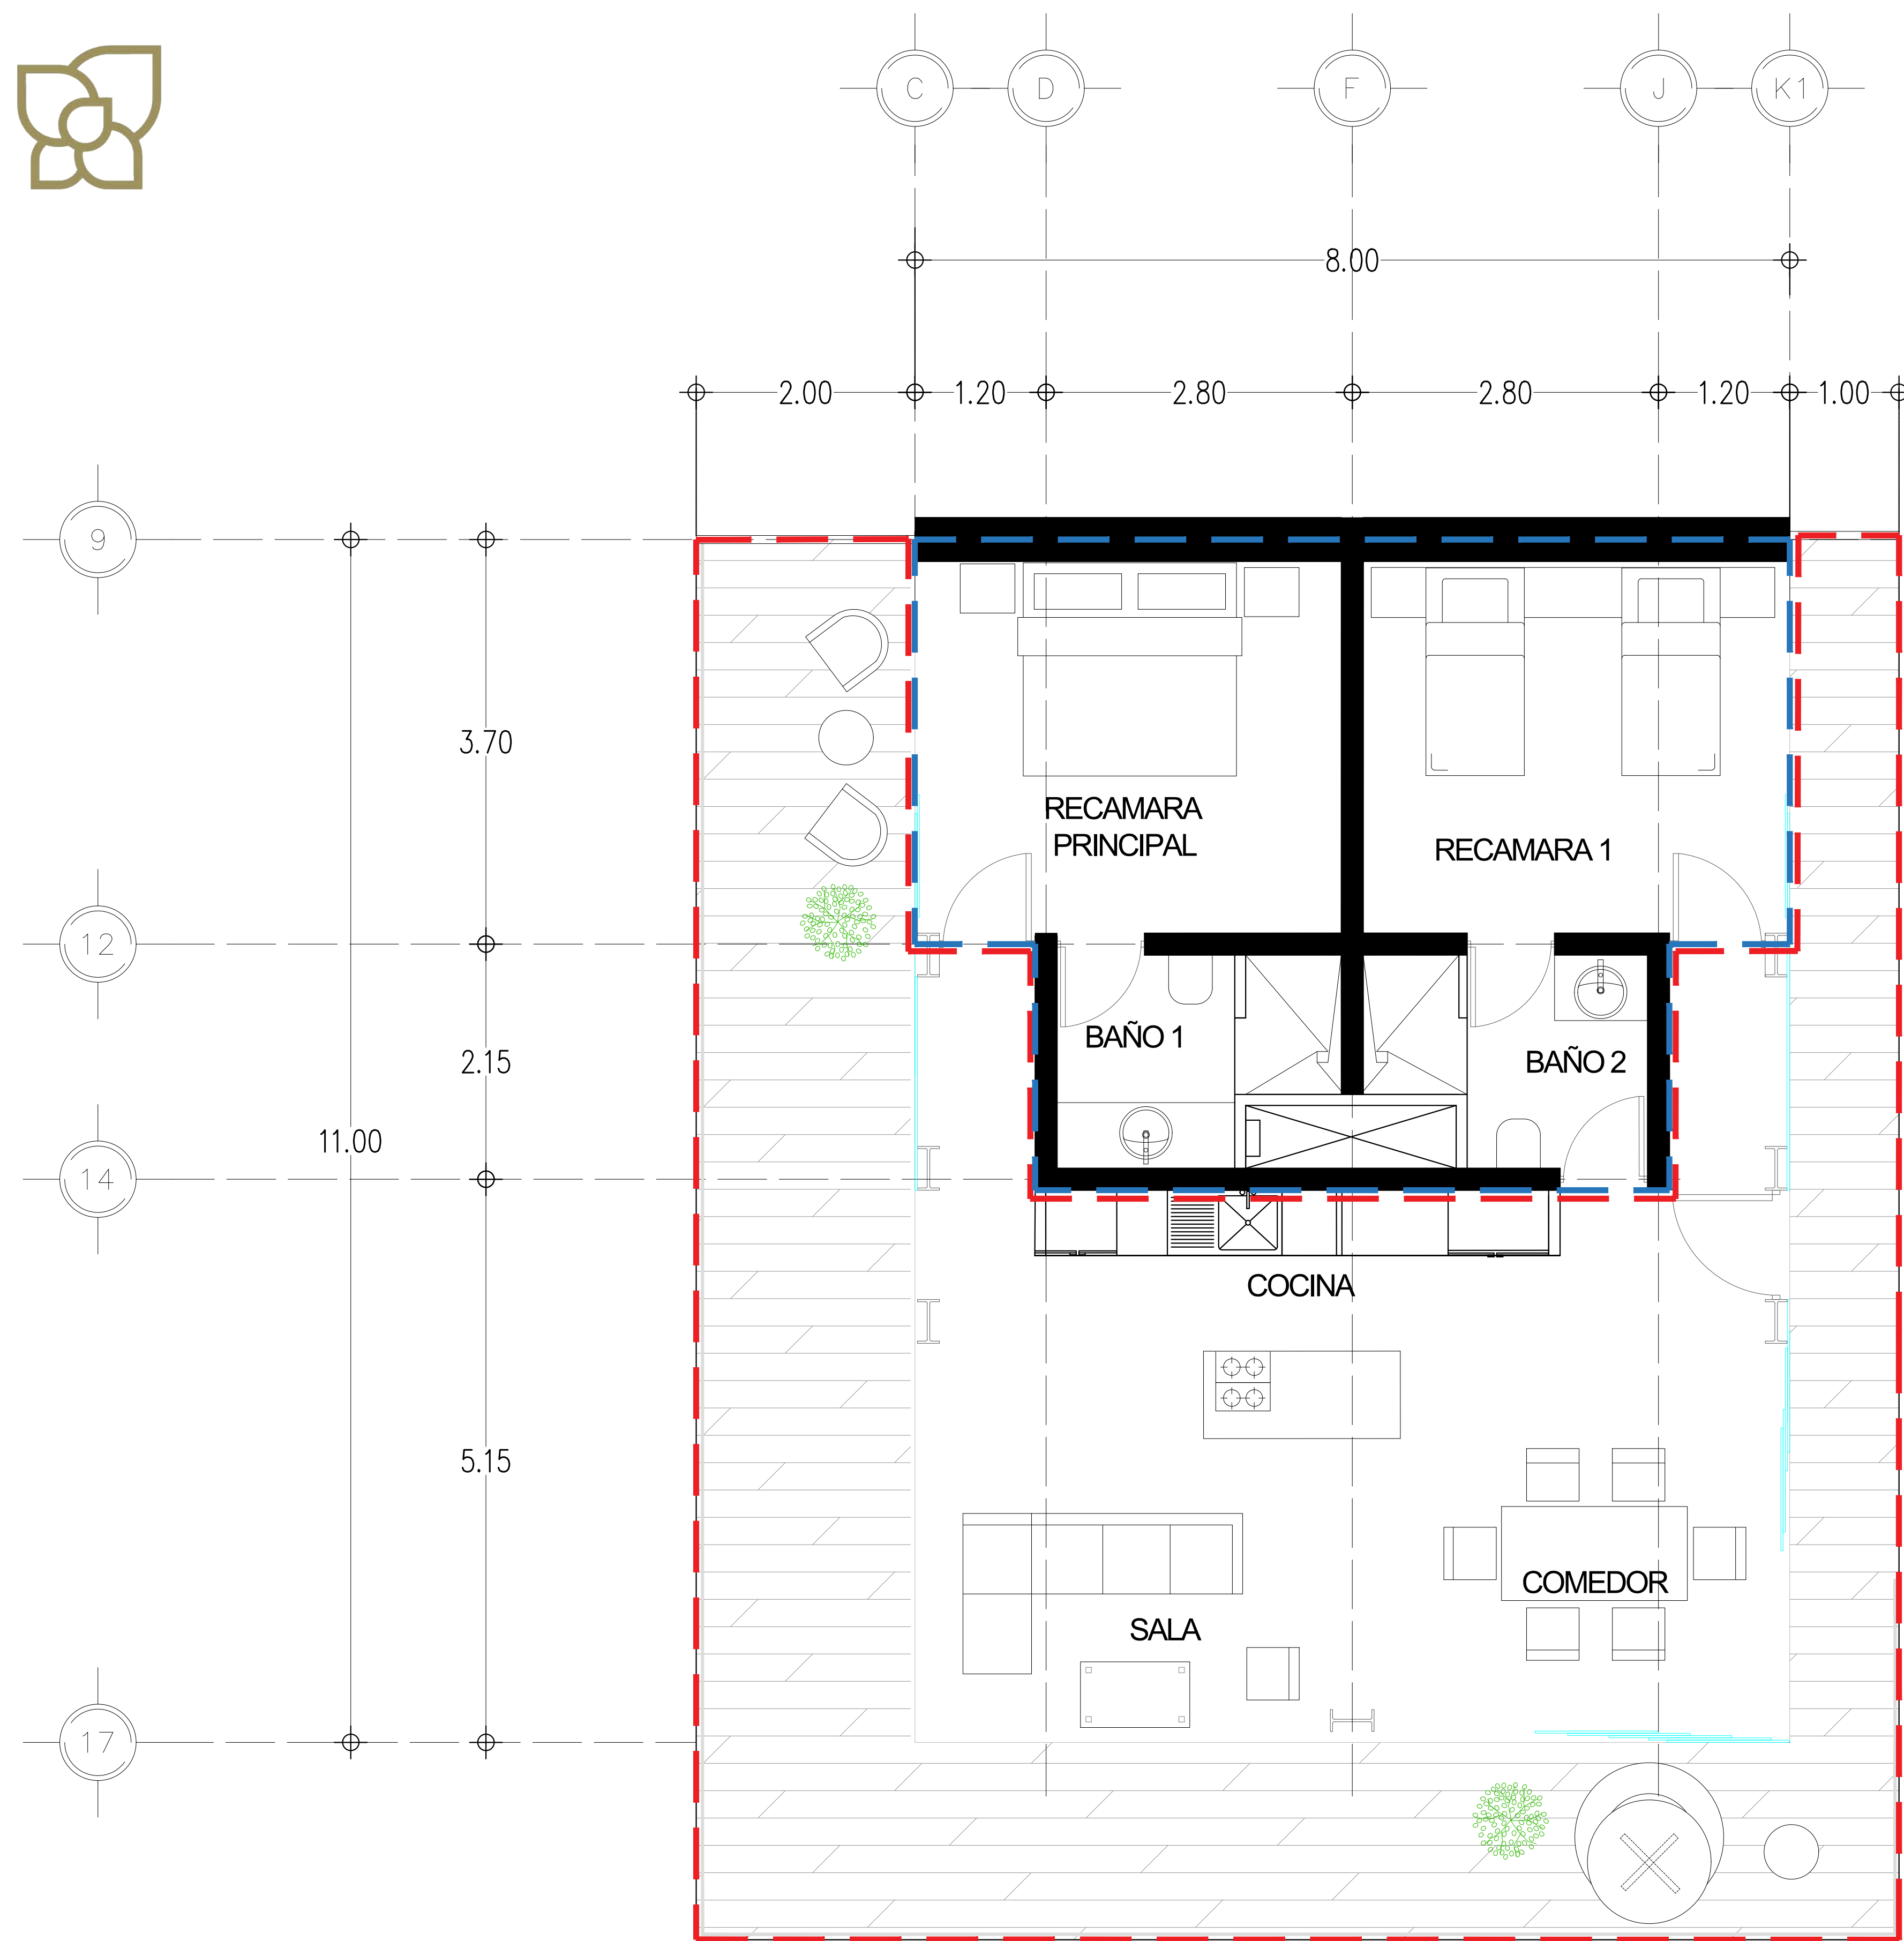 C D F J K1
8.00
2.00 1.20 2.80 2.80 1.20 1.00
9
3.70
RECAMARA
PRINCIPAL
RECAMARA 1
12
BAÑO 1
BAÑO 2
2.15
11.00
14
COCINA
5.15
COMEDOR
SALA
17